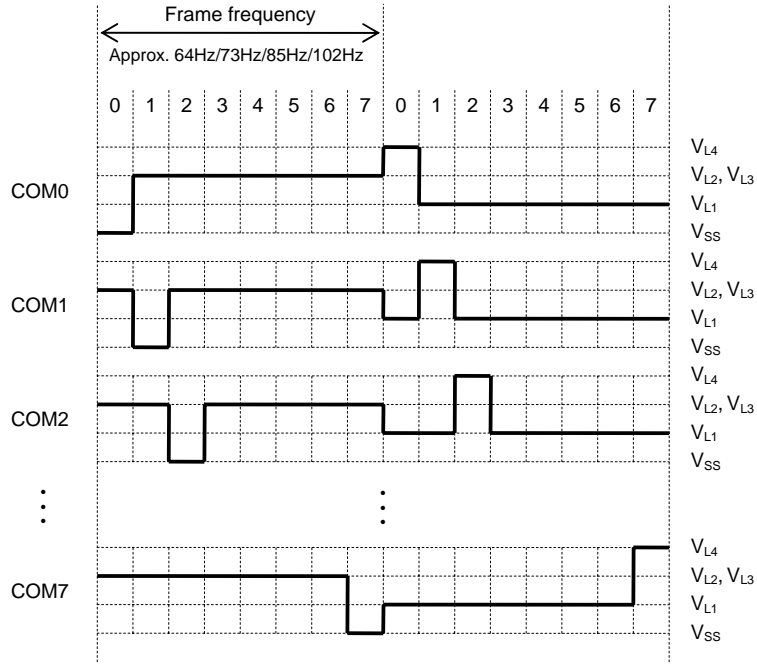 Frame frequency
Approx. 64Hz/73Hz/85Hz/102Hz
0 1 2 3 4 5 6 7 0 1 2 3 4 5 6 7
COM0
VL4
VL2, VL3
VL1
VSS
COM1
VL4
VL2, VL3
VL1
VSS
COM2
VL4
VL2, VL3
VL1
VSS
COM7
VL4
VL2, VL3
VL1
VSS